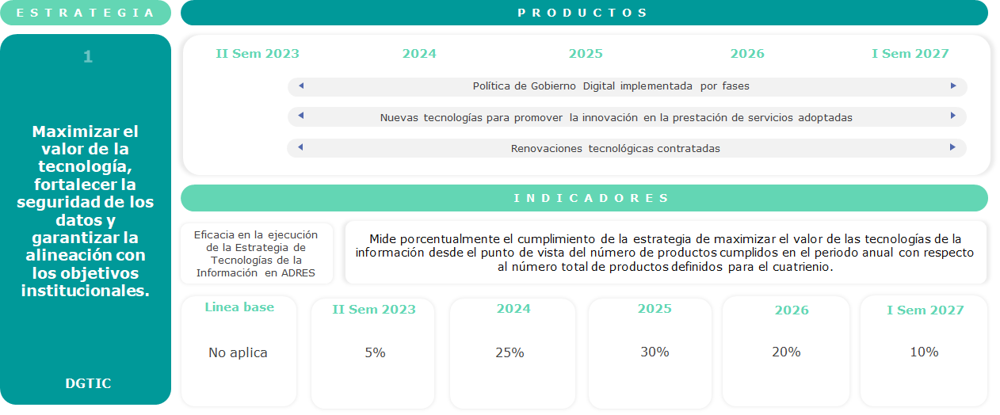 ESTRATEGIA
1
Maximizar el
valor de la
tecnología,
fortalecer la
seguridad de los
datos y
garantizar la
alineación con
los objetivos
institucionales.
DGTIC
PRODUCTOS
II Sem 2023 2024 2025 2026 I Sem 2027
Política de Gobierno Digital implementada por fases
Nuevas tecnologías para promover la innovación en la prestación de servicios adoptadas
Renovaciones tecnológicas contratadas
INDICADORES
Eficacia en la ejecución
de la Estrategia de
Tecnologías de la
Información en ADRES
Mide porcentualmente el cumplimiento de la estrategia de maximizar el valor de las tecnologías de la
información desde el punto de vista del número de productos cumplidos en el periodo anual con respecto
al número total de productos definidos para el cuatrienio.
Linea base II Sem 2023 2024 2025 2026 I Sem 2027
No aplica 5% 25% 30% 20% 10%